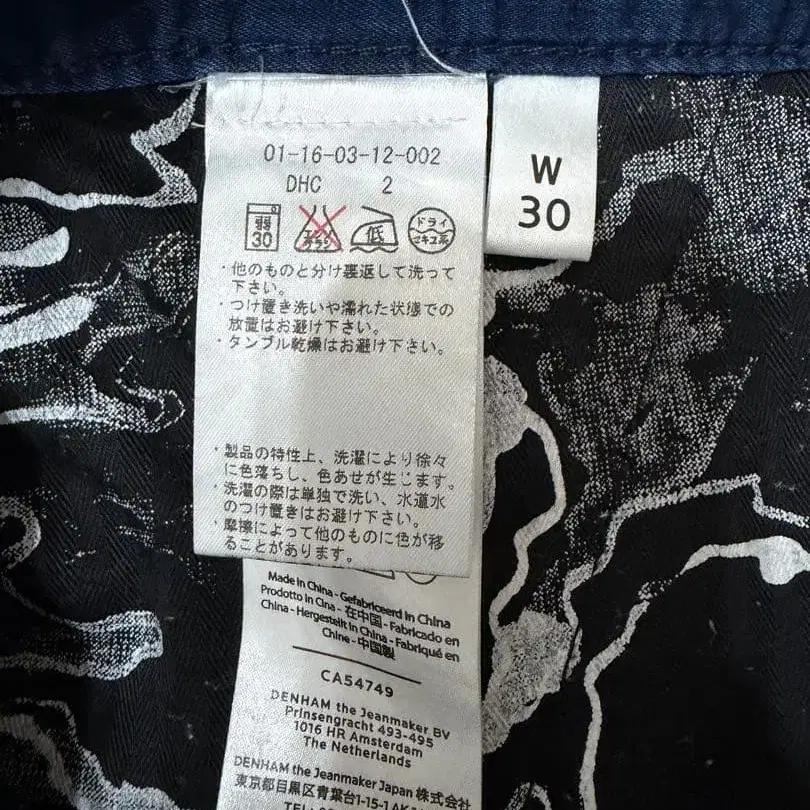 01-16-03-12-002
DHC 2
W
30
弱
30
エンソ
サラシ
低
ドライ
セキユ系
・他のものと分け裏返して洗って
下さい。
・つけ置き洗いや濡れた状態での
放置はお避け下さい。
・タンブル乾燥はお避け下さい。
・製品の特性上、洗濯により徐々
に色落ちし、色あせが生じます。
・洗濯の際は単独で洗い、水道水
のつけ置きはお避け下さい。
・摩擦によって他のものに色が移
ることがあります。
Made in China - Gefabriceerd in China
Prodotto in Cina - 在中国 - Fabricado en
China - Hergestellt in China - Fabriqué en
Chine - 中国製
CA54749
DENHAM the Jeanmaker BV
Prinsengracht 493-495
1016 HR Amsterdam
The Netherlands
DENHAM the Jeanmaker Japan 株式会社
東京都目黒区青葉台1-15-1 AK-1